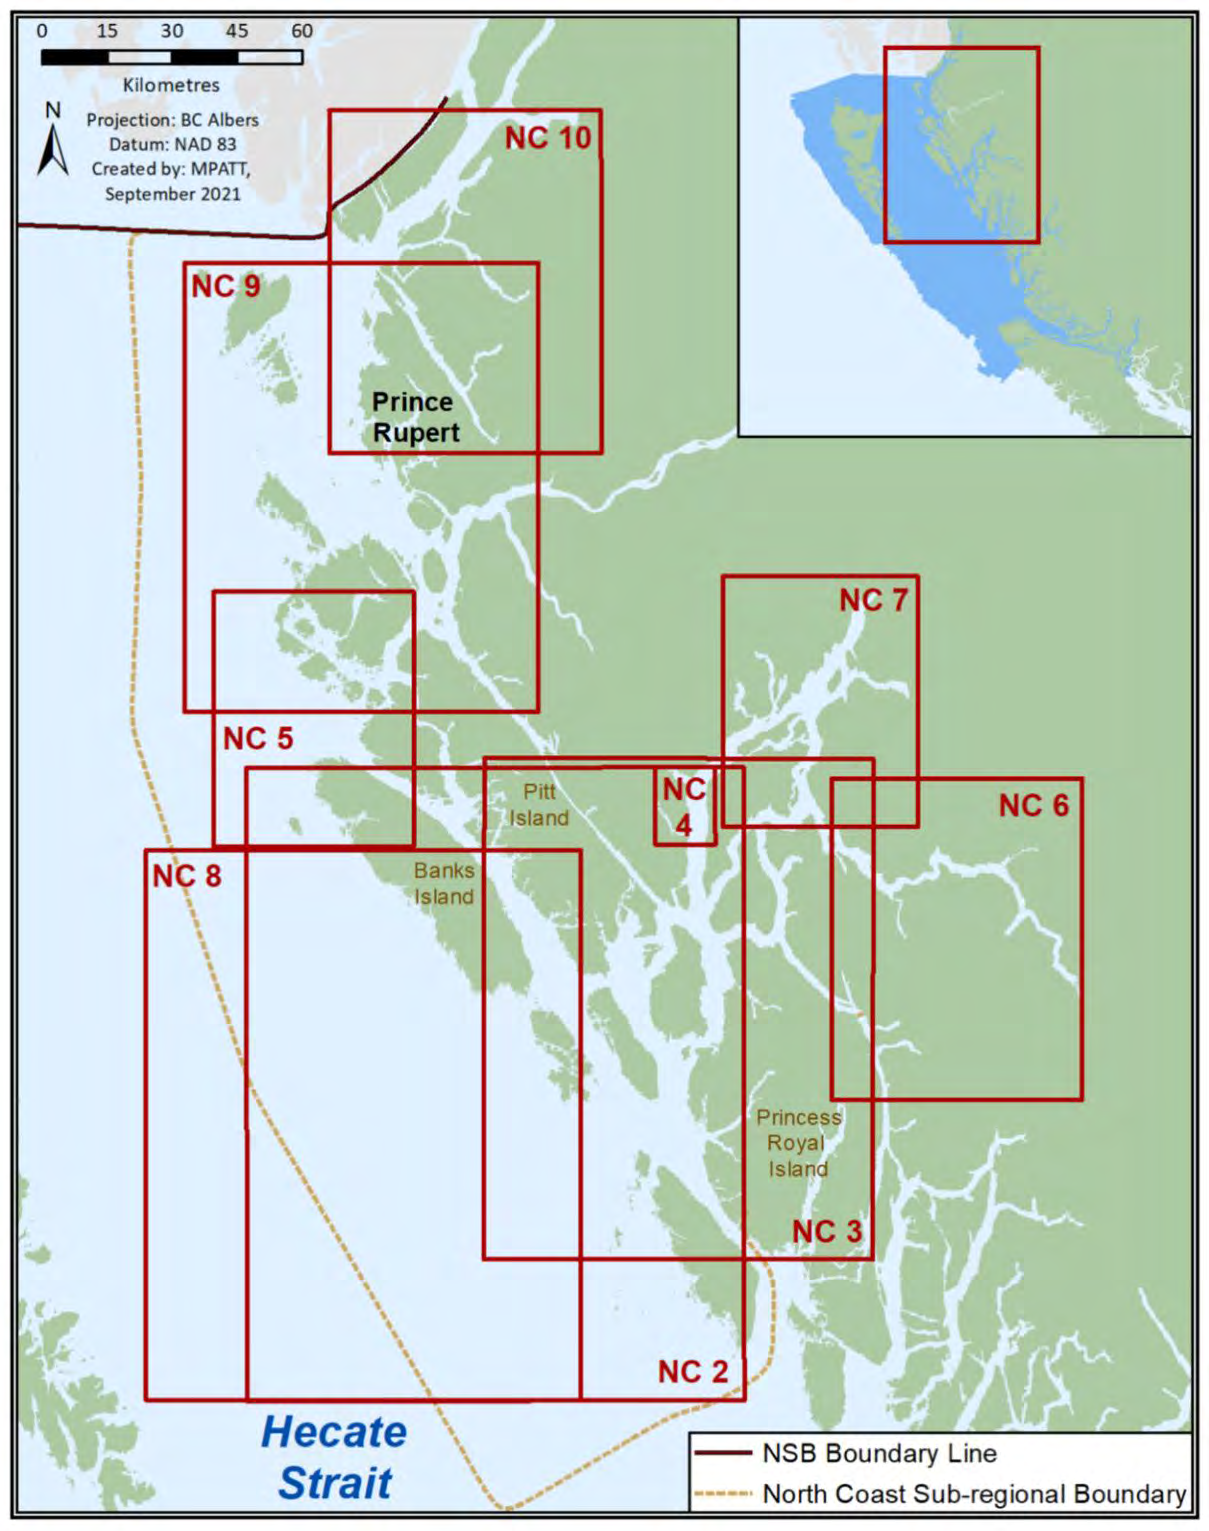 0 15 30 45 60
Kilometres
N
Projection: BC Albers
Datum: NAD 83
Created by: MPATT,
September 2021
NC 10
NC 9
Prince
Rupert
NC 7
NC 5
Pitt
Island
NC
4
NC 6
NC 8
Banks
Island
Princess
Royal
Island
NC 3
NC 2
Hecate
Strait
NSB Boundary Line
North Coast Sub-regional Boundary